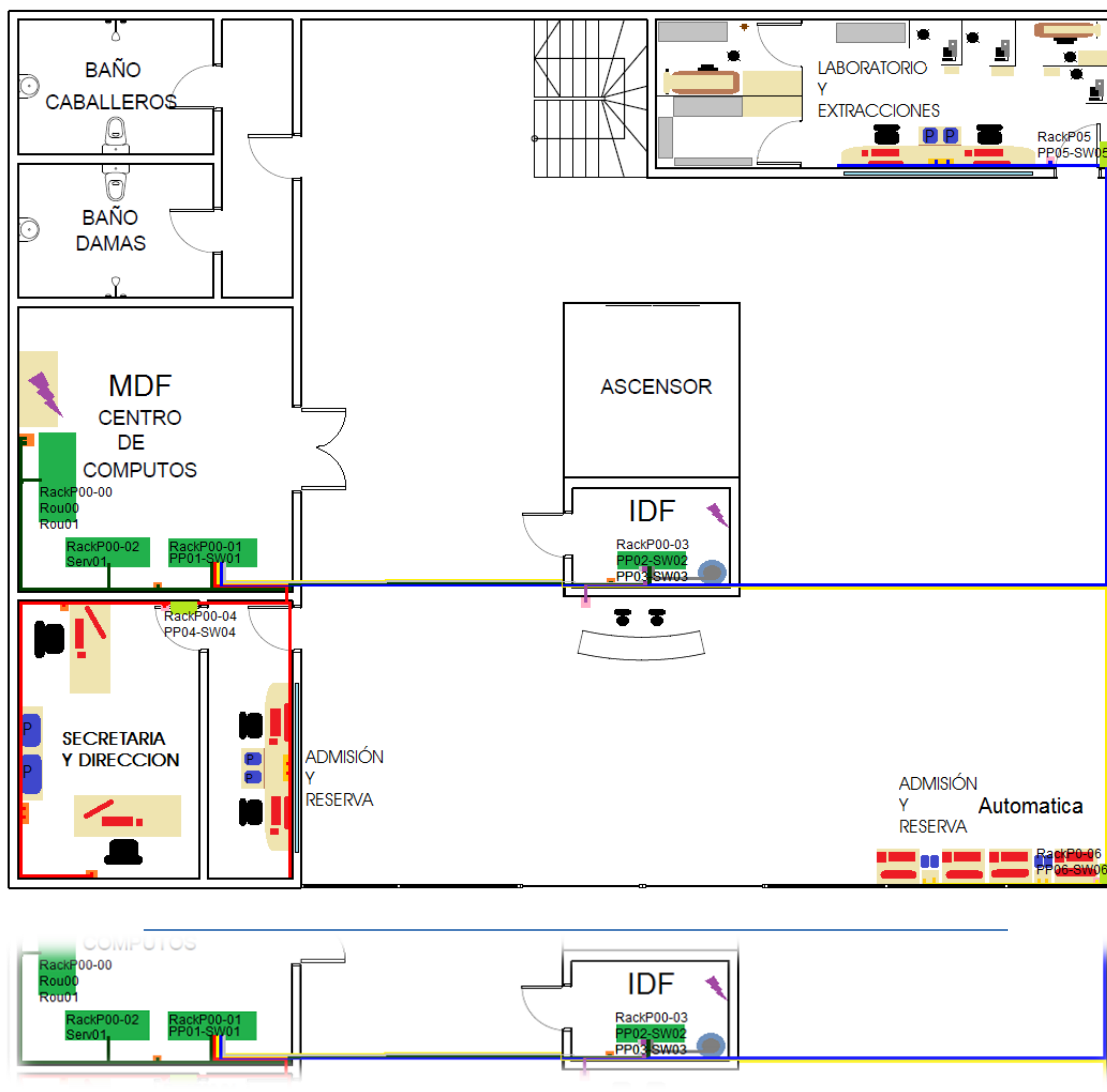 BAÑO
CABALLEROS
BAÑO
DAMAS
LABORATORIO
Y
EXTRACCIONES
P P
RackP05
PP05-SW05
MDF
CENTRO
DE
COMPUTOS
RackP00-00
Rou00
Rou01
RackP00-02
Serv01
RackP00-01
PP01-SW01
ASCENSOR
IDF
RackP00-03
PP02-SW02
PP03-SW03
RackP00-04
PP04-SW04
SECRETARIA
Y DIRECCION
P
P
P
P
ADMISIÓN
Y
RESERVA
ADMISIÓN
Y
RESERVA
Automatica
RackP0-06
PP06-SW06
COMPUTOS
RackP00-00
Rou00
Rou01
RackP00-02
Serv01
RackP00-01
PP01-SW01
IDF
RackP00-03
PP02-SW02
PP03-SW03